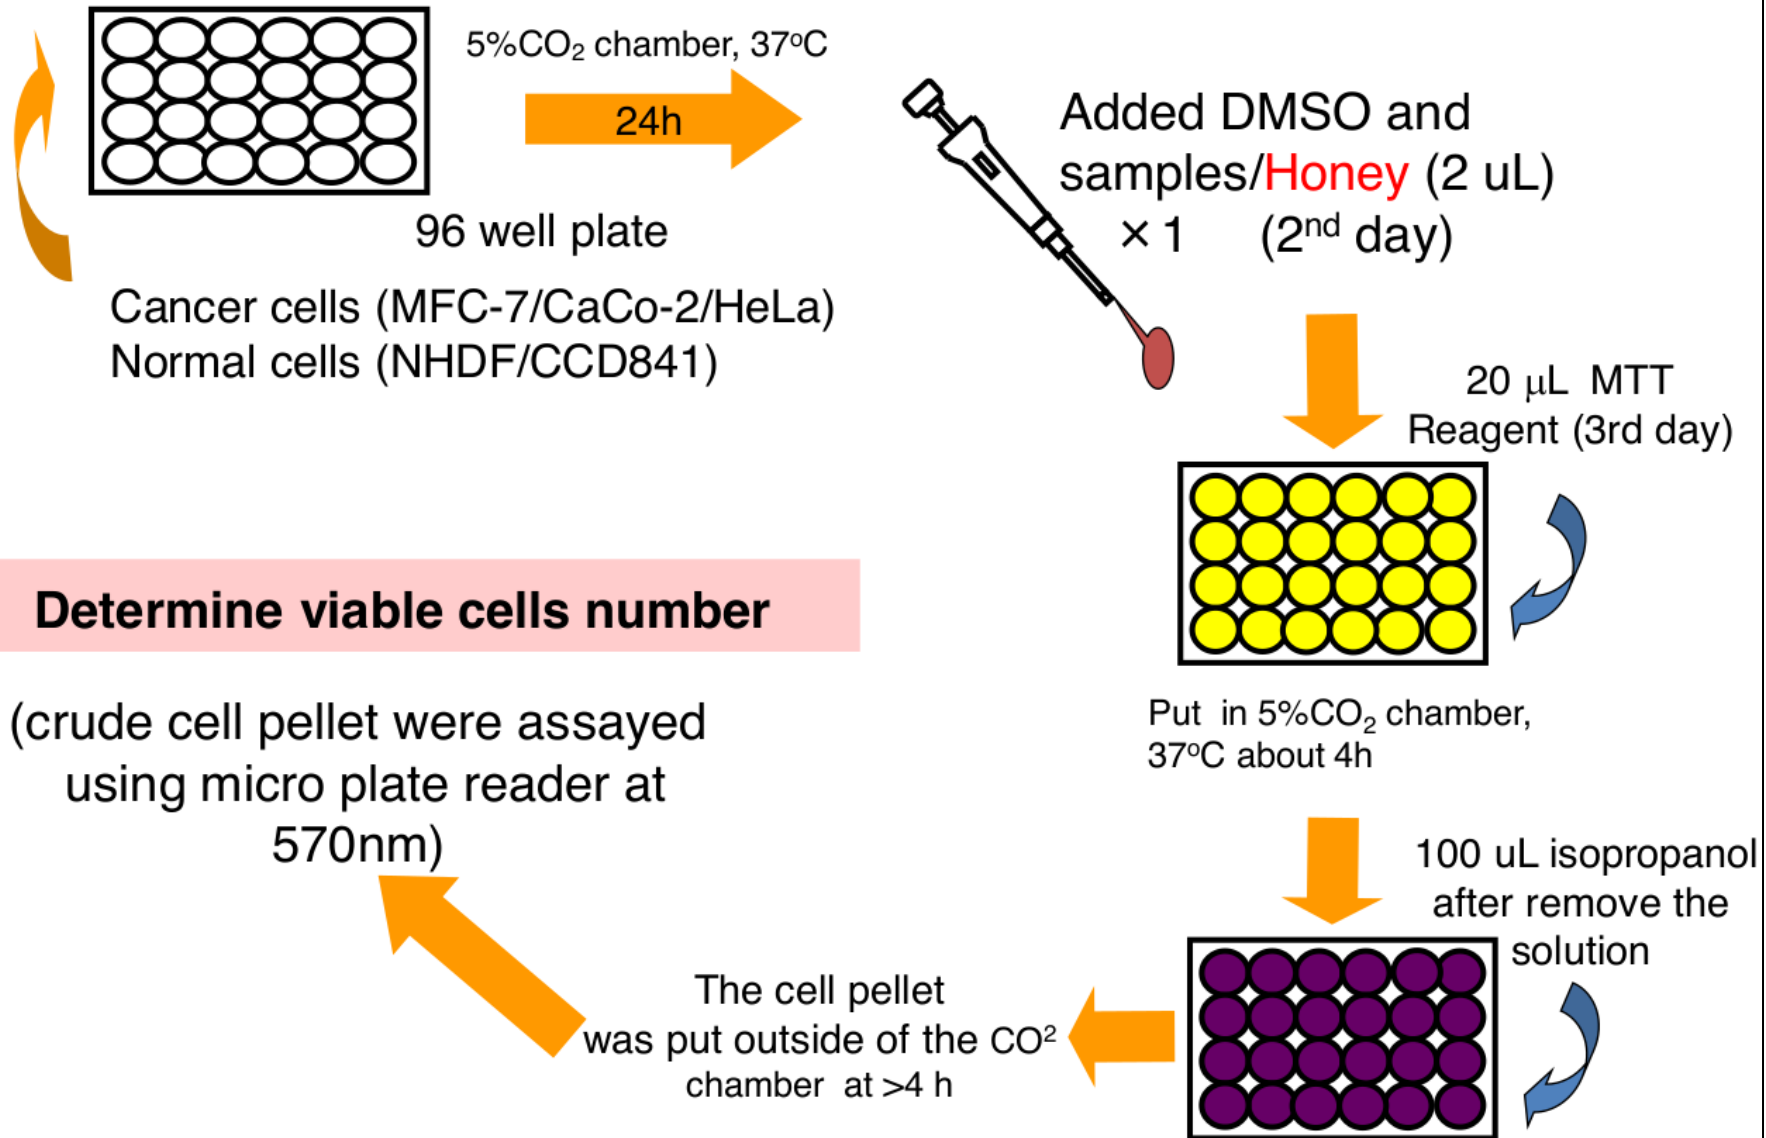 5%CO₂ chamber, 37ºC
24h
96 well plate
Cancer cells (MFC-7/CaCo-2/HeLa)
Normal cells (NHDF/CCD841)
Added DMSO and
samples/Honey (2 uL)
×1 (2nd day)
20 μL MTT
Reagent (3rd day)
Put in 5%CO₂ chamber,
37ºC about 4h
100 uL isopropanol
after remove the
solution
The cell pellet
was put outside of the CO²
chamber at >4 h
Determine viable cells number
(crude cell pellet were assayed
using micro plate reader at
570nm)